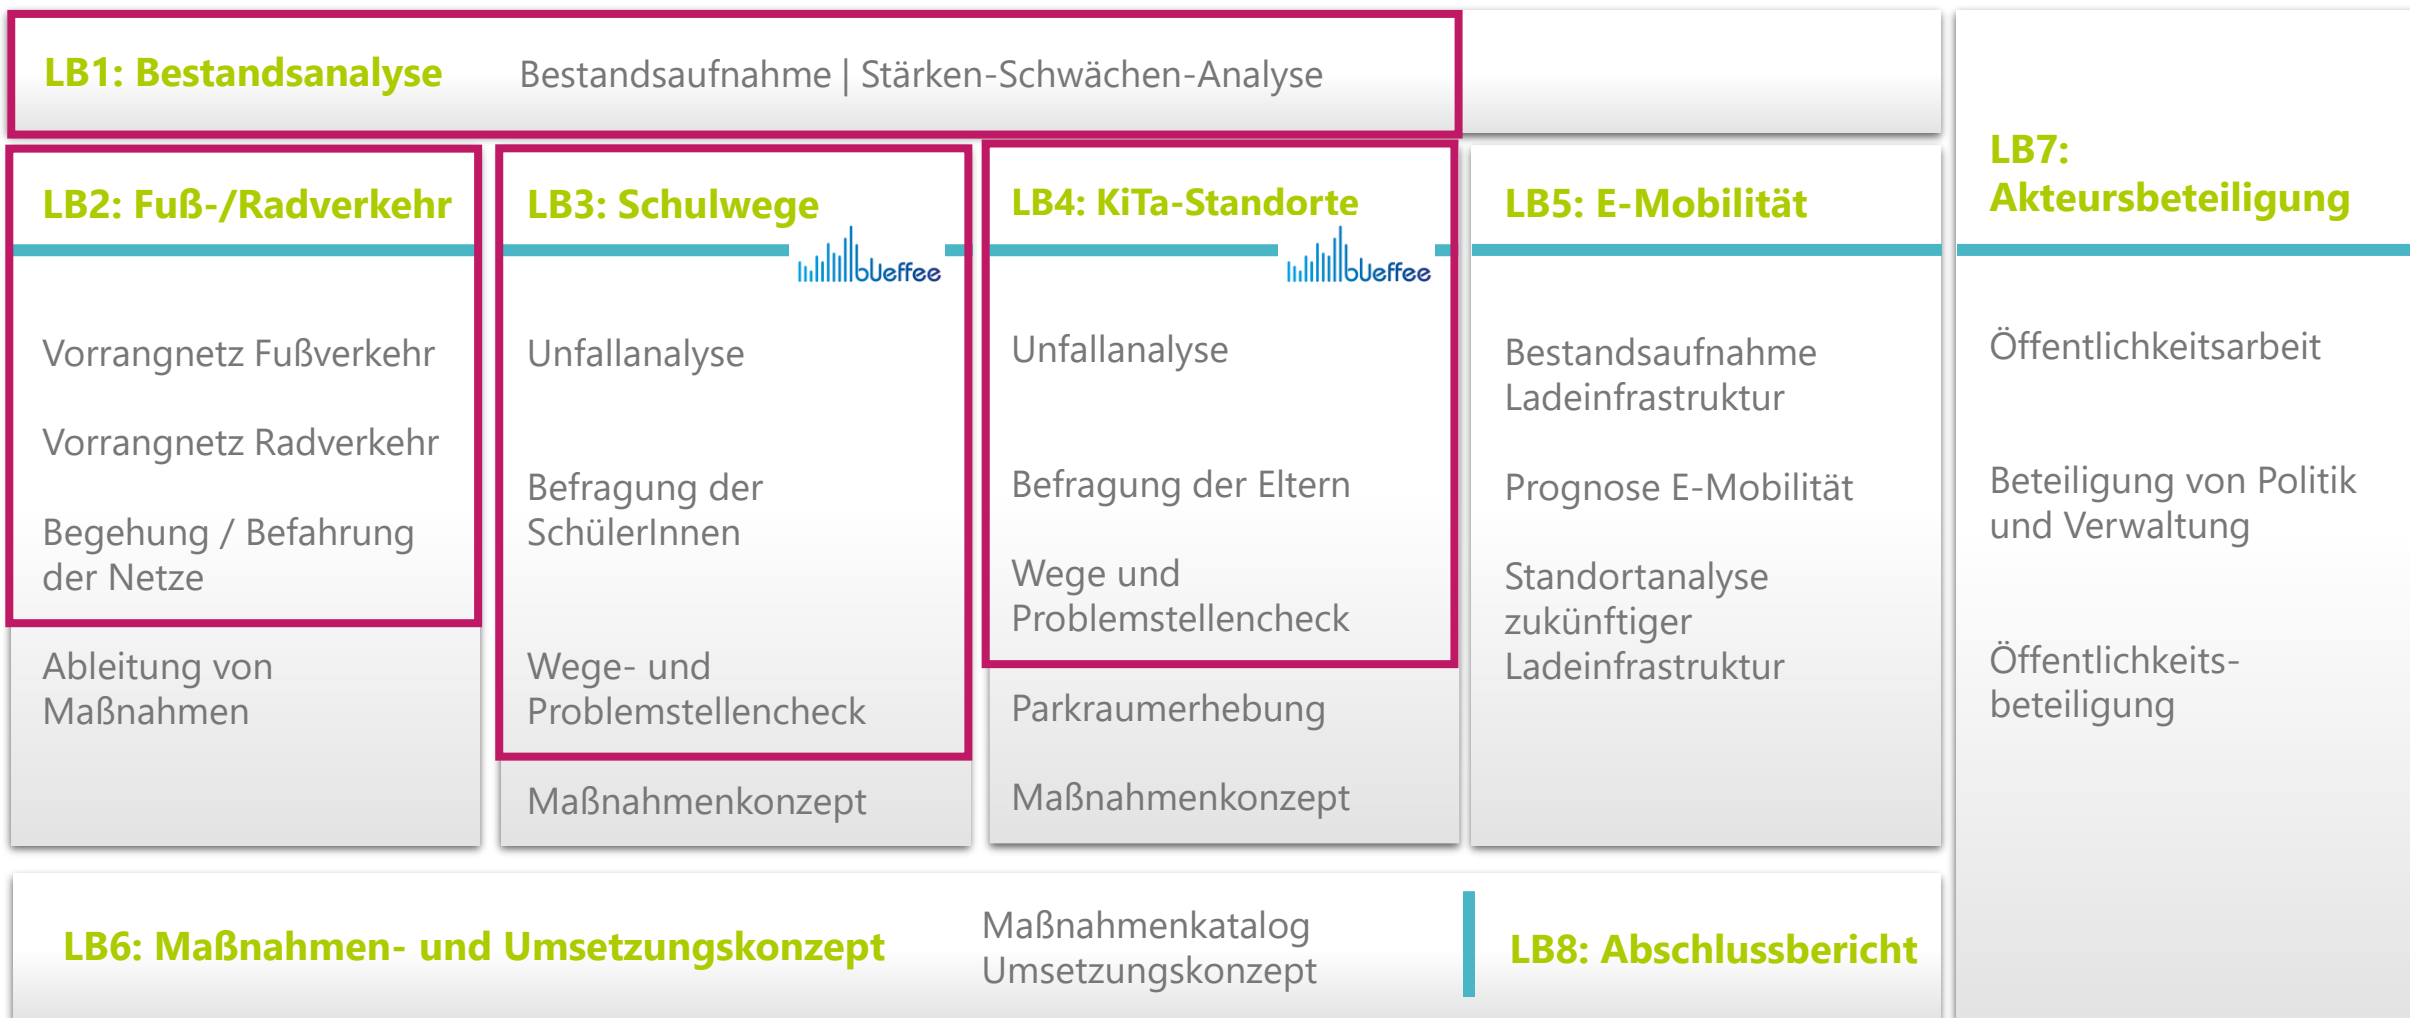 LB1: Bestandsanalyse
Bestandsaufnahme | Stärken-Schwächen-Analyse
LB2: Fuß-/Radverkehr
Vorrangnetz Fußverkehr
Vorrangnetz Radverkehr
Begehung / Befahrung
der Netze
Ableitung von
Maßnahmen
LB3: Schulwege
blueffee
Unfallanalyse
Befragung der
SchülerInnen
Wege- und
Problemstellencheck
Maßnahmenkonzept
LB4: KiTa-Standorte
blueffee
Unfallanalyse
Befragung der Eltern
Wege und
Problemstellencheck
Parkraumerhebung
Maßnahmenkonzept
LB5: E-Mobilität
Bestandsaufnahme
Ladeinfrastruktur
Prognose E-Mobilität
Standortanalyse
zukünftiger
Ladeinfrastruktur
LB7:
Akteursbeteiligung
Öffentlichkeitsarbeit
Beteiligung von Politik
und Verwaltung
Öffentlichkeits-
beteiligung
LB6: Maßnahmen- und Umsetzungskonzept
Maßnahmenkatalog
Umsetzungskonzept
LB8: Abschlussbericht